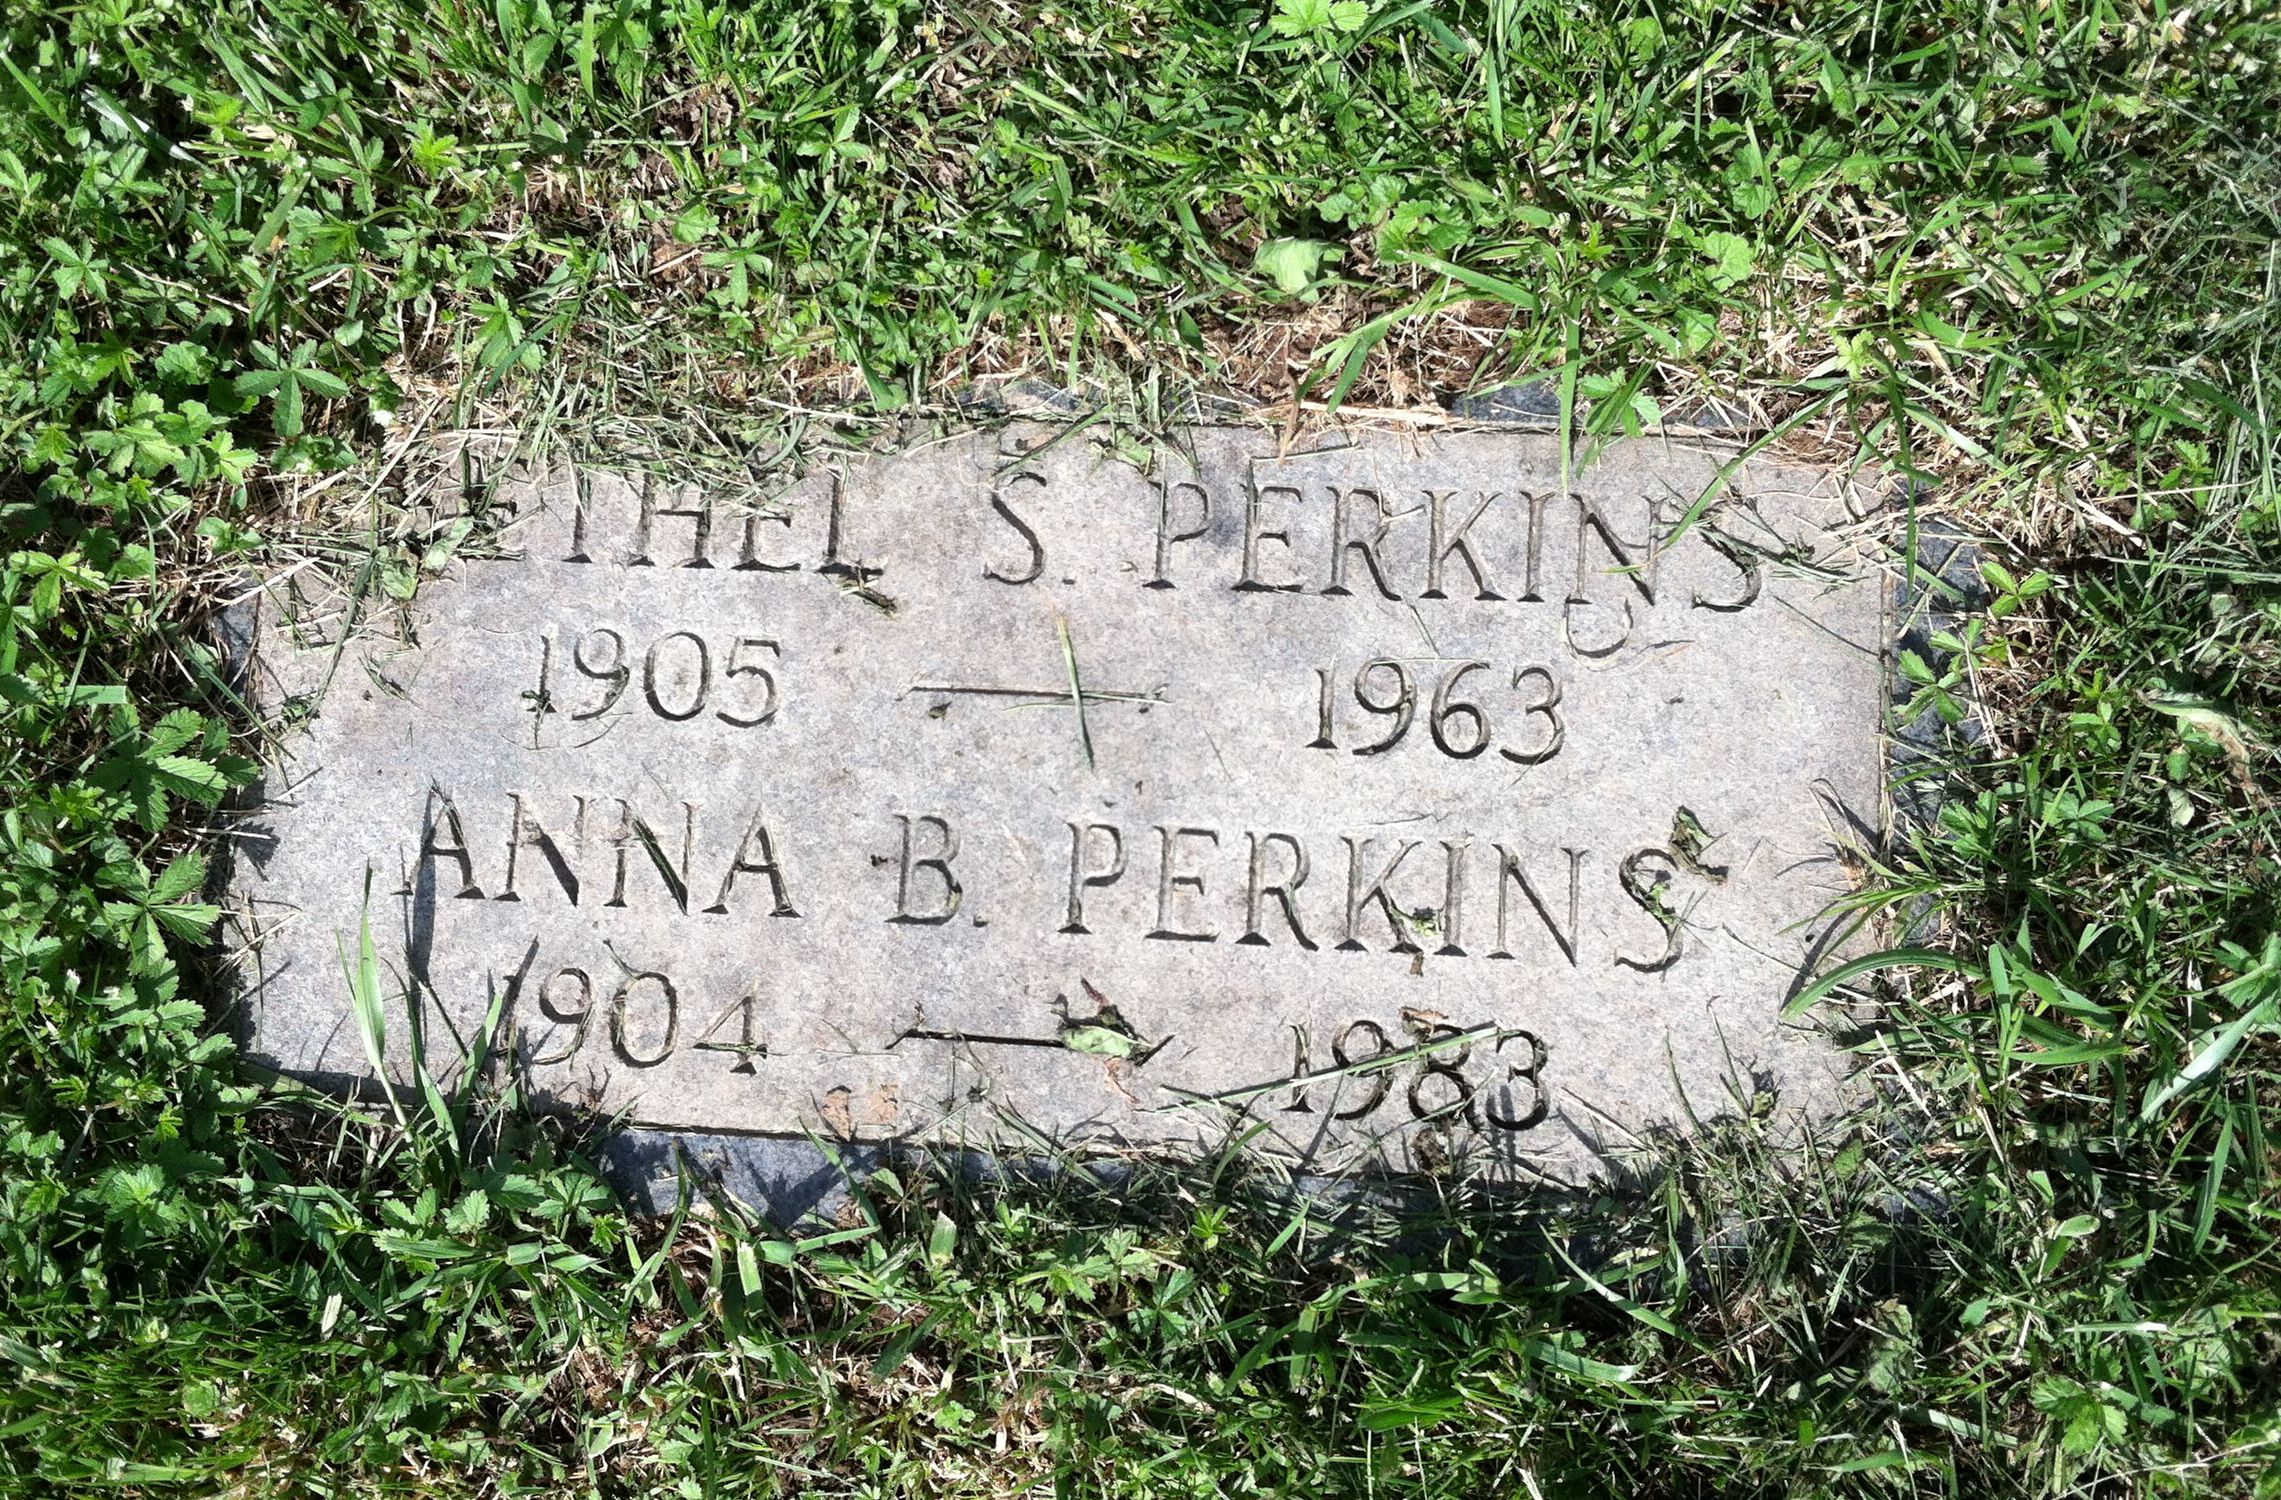 ETHEL S. PERKINS
1905 — 1963
ANNA B. PERKINS
1904 — 1983